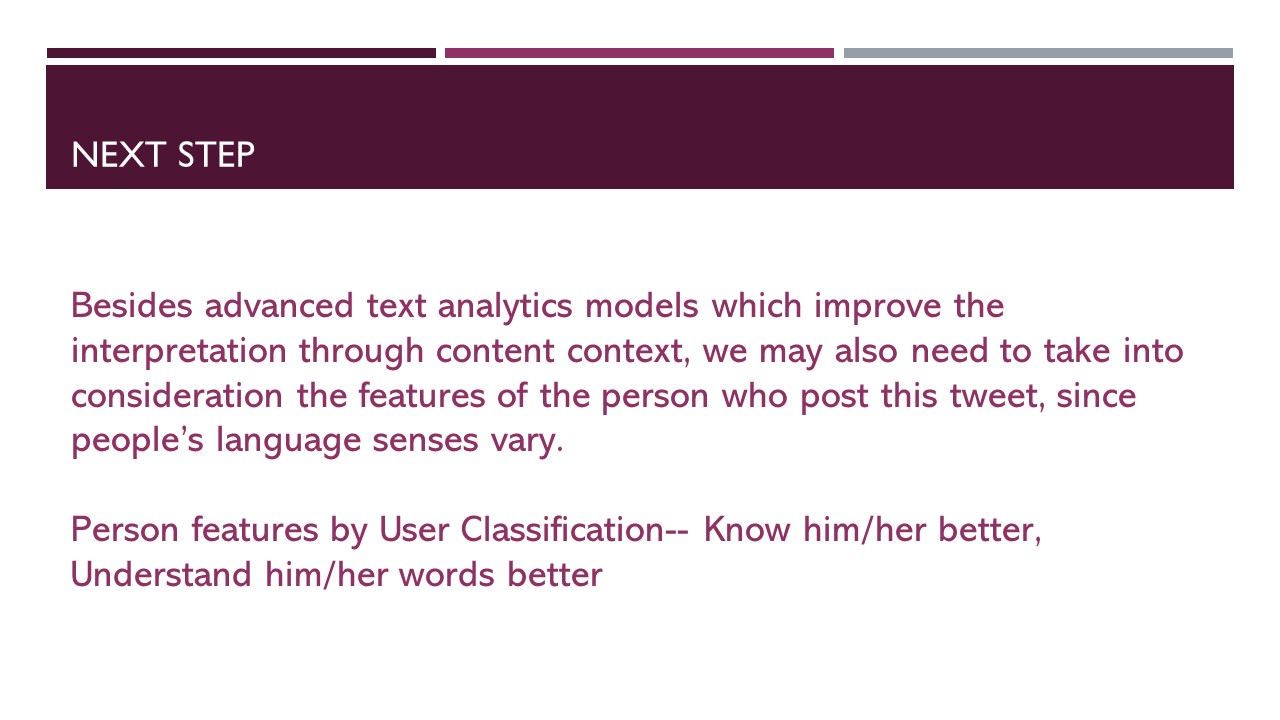 NEXT STEP
Besides advanced text analytics models which improve the
interpretation through content context, we may also need to take into
consideration the features of the person who post this tweet, since
people’s language senses vary.
Person features by User Classification-- Know him/her better,
Understand him/her words better